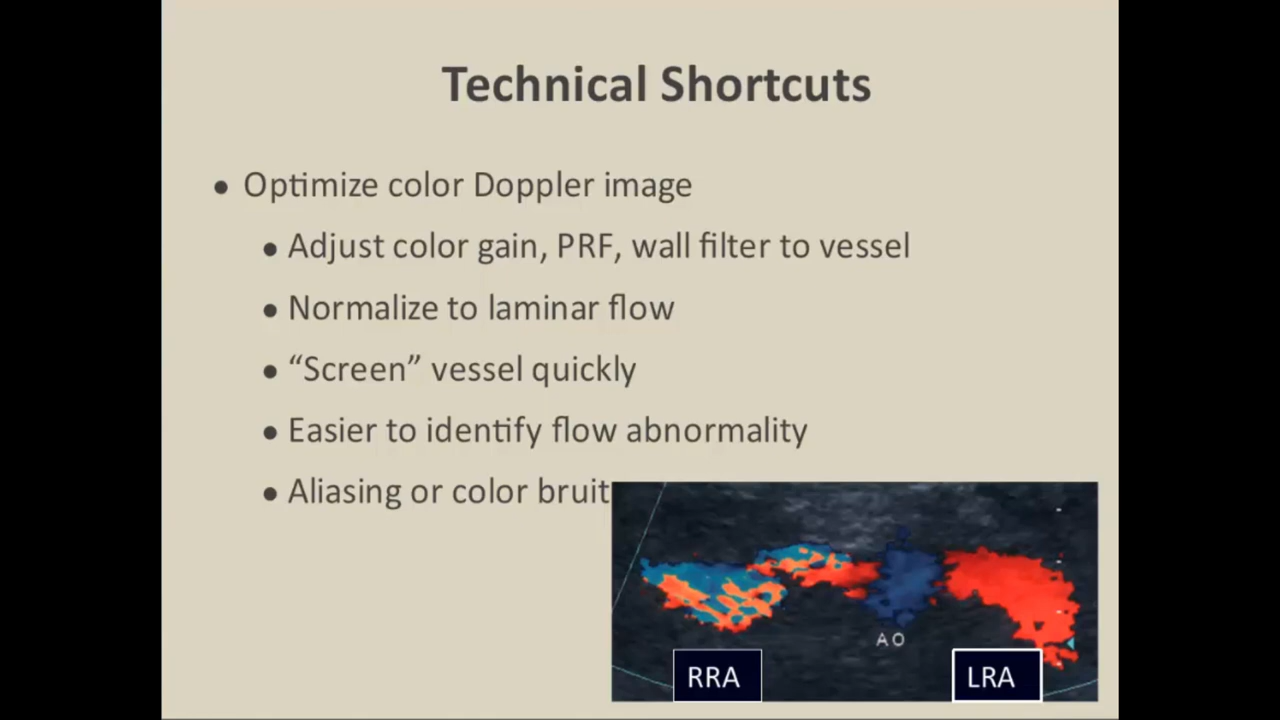 Technical Shortcuts
• Optimize color Doppler image
• Adjust color gain, PRF, wall filter to vessel
• Normalize to laminar flow
• “Screen” vessel quickly
• Easier to identify flow abnormality
• Aliasing or color bruit
AO
RRA
LRA